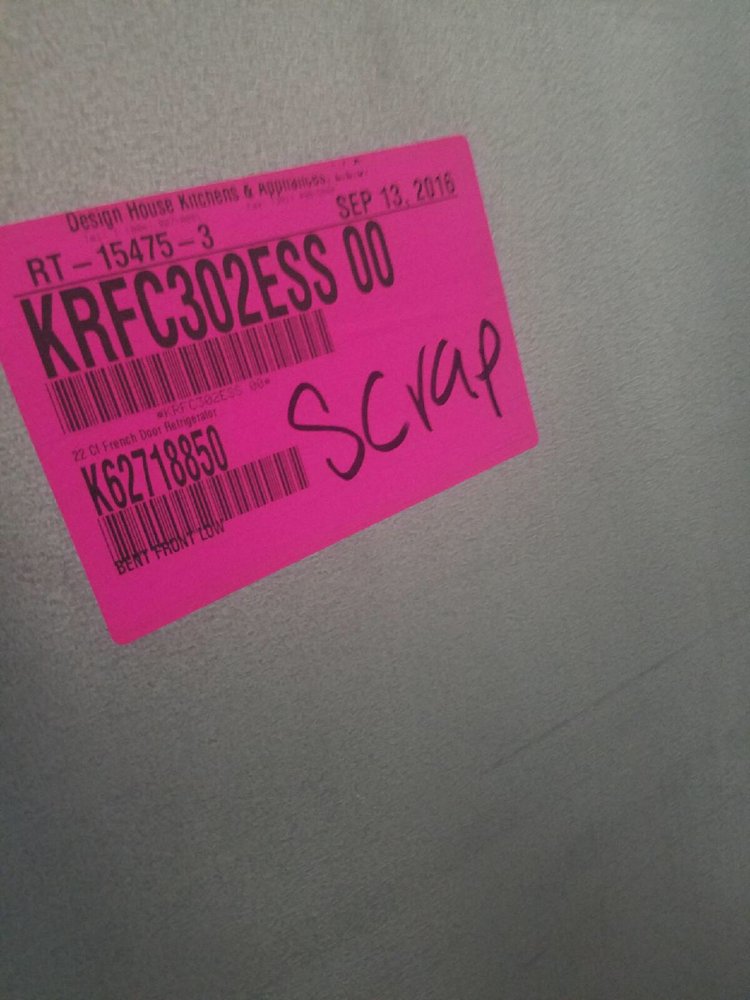 Design House Kitchens & Appliances,
SEP 13, 2016
RT-15475-3
KRFC302ESS 00
*KRFC302ESS 00*
22 CI French Door Refrigerator
K62718850
BENT FRONT LOW
Scrap